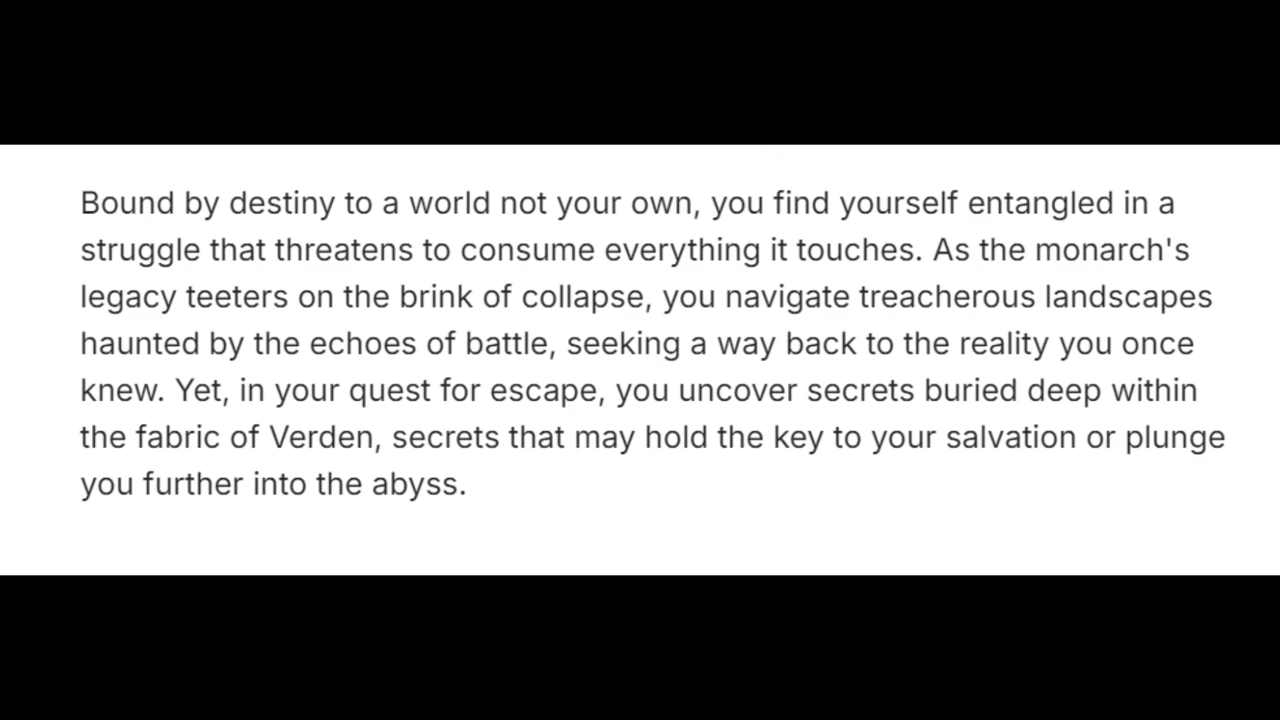 Bound by destiny to a world not your own, you find yourself entangled in a
struggle that threatens to consume everything it touches. As the monarch's
legacy teeters on the brink of collapse, you navigate treacherous landscapes
haunted by the echoes of battle, seeking a way back to the reality you once
knew. Yet, in your quest for escape, you uncover secrets buried deep within
the fabric of Verden, secrets that may hold the key to your salvation or plunge
you further into the abyss.